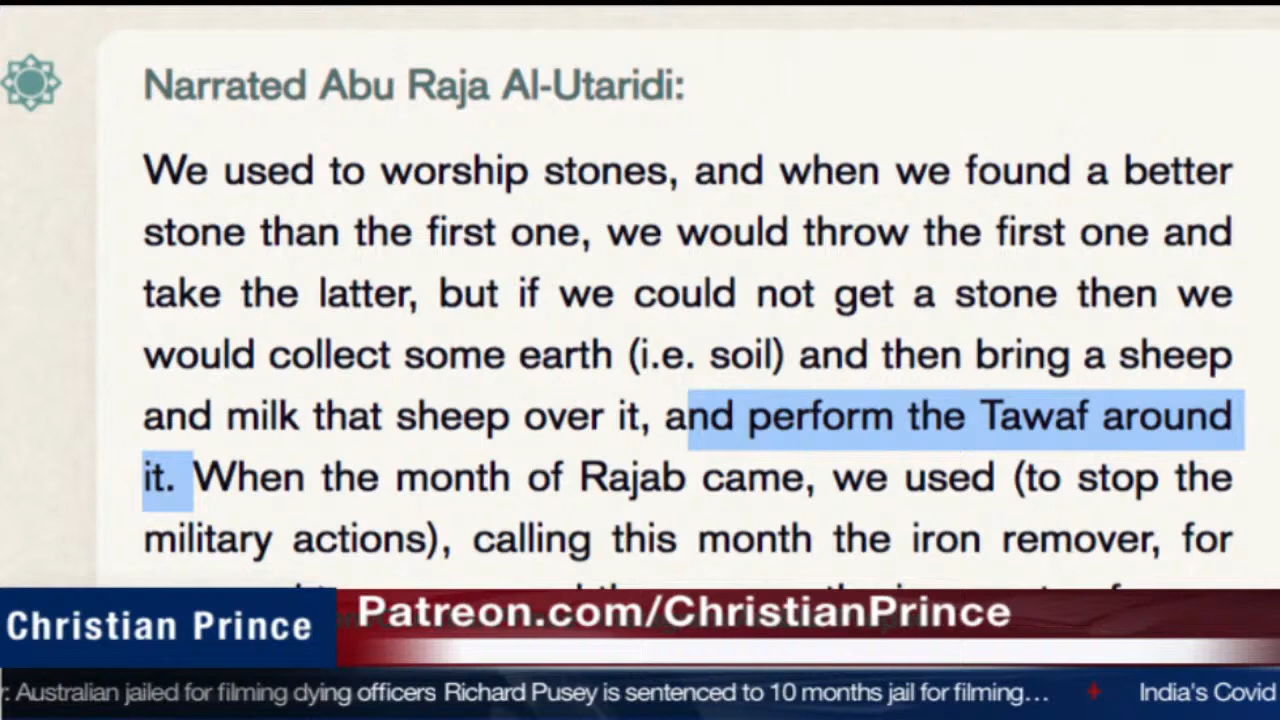 Narrated Abu Raja Al-Utaridi:
We used to worship stones, and when we found a better
stone than the first one, we would throw the first one and
take the latter, but if we could not get a stone then we
would collect some earth (i.e. soil) and then bring a sheep
and milk that sheep over it, and perform the Tawaf around
it. When the month of Rajab came, we used (to stop the
military actions), calling this month the iron remover, for
Christian Prince
Patreon.com/ChristianPrince
: Australian jailed for filming dying officers Richard Pusey is sentenced to 10 months jail for filming… India's Covid